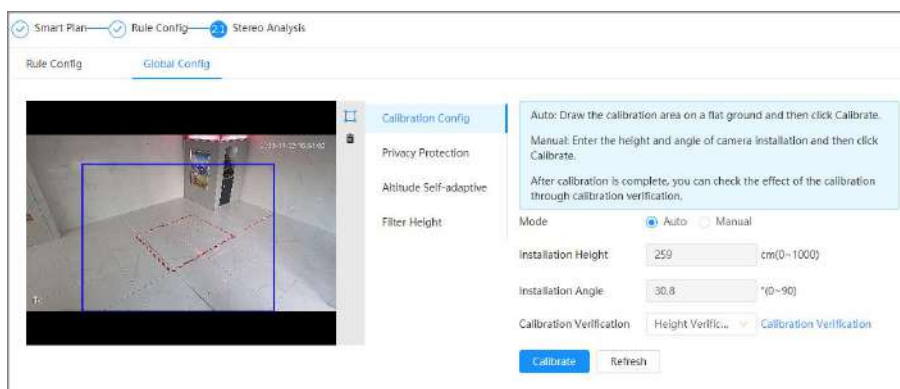 Smart Plan
Rule Config
2.1
Stereo Analysis
Rule Config
Global Config
Calibration Config
Privacy Protection
Altitude Self-adaptive
Filter Height
Auto: Draw the calibration area on a flat ground and then click Calibrate.
Manual: Enter the height and angle of camera installation and then click
Calibrate.
After calibration is complete, you can check the effect of the calibration
through calibration verification.
Mode
Auto
Manual
Installation Height
259
cm(0~1000)
Installation Angle
30.8
°(0~90)
Calibration Verification
Height Verific...
Calibration Verification
Calibrate
Refresh